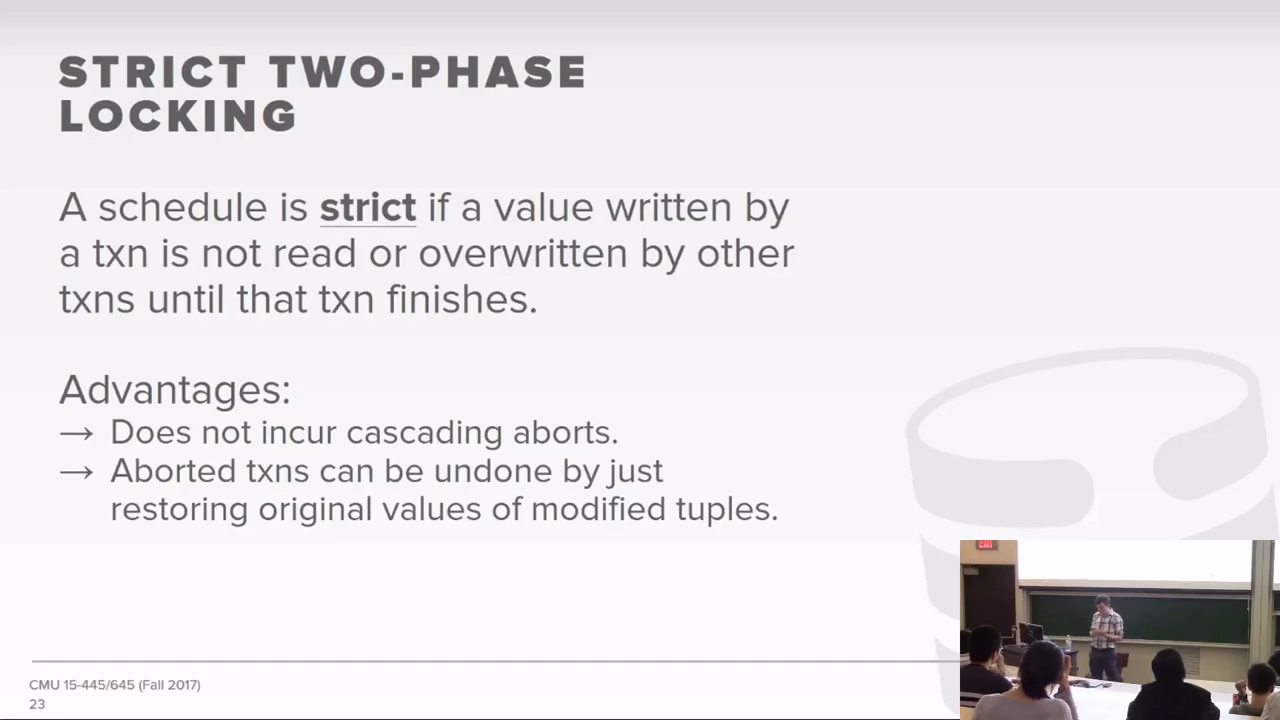 STRICT TWO-PHASE
LOCKING
A schedule is strict if a value written by
a txn is not read or overwritten by other
txns until that txn finishes.
Advantages:
→ Does not incur cascading aborts.
→ Aborted txns can be undone by just
restoring original values of modified tuples.
CMU 15-445/645 (Fall 2017)
23
EXIT